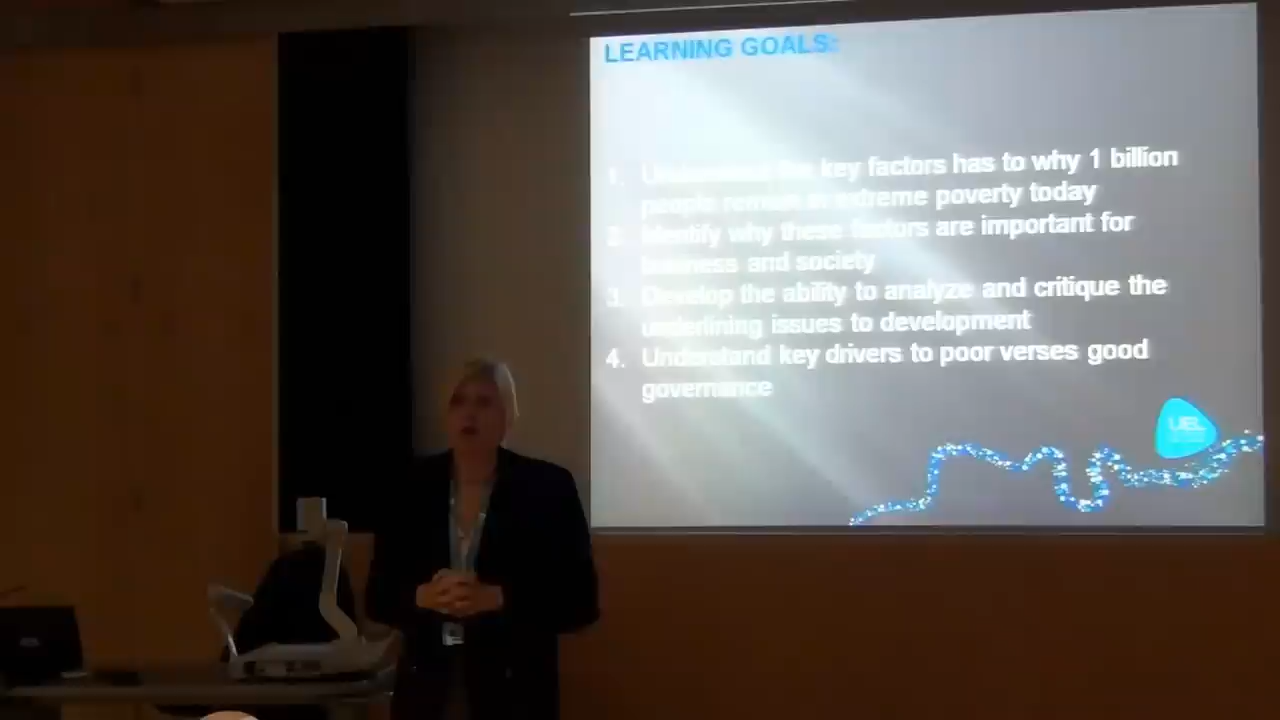 LEARNING GOALS:
1. Understand the key factors has to why 1 billion
people remain in extreme poverty today
2. Identify why these factors are important for
business and society
3. Develop the ability to analyze and critique the
underlining issues to development
4. Understand key drivers to poor verses good
governance
UEL